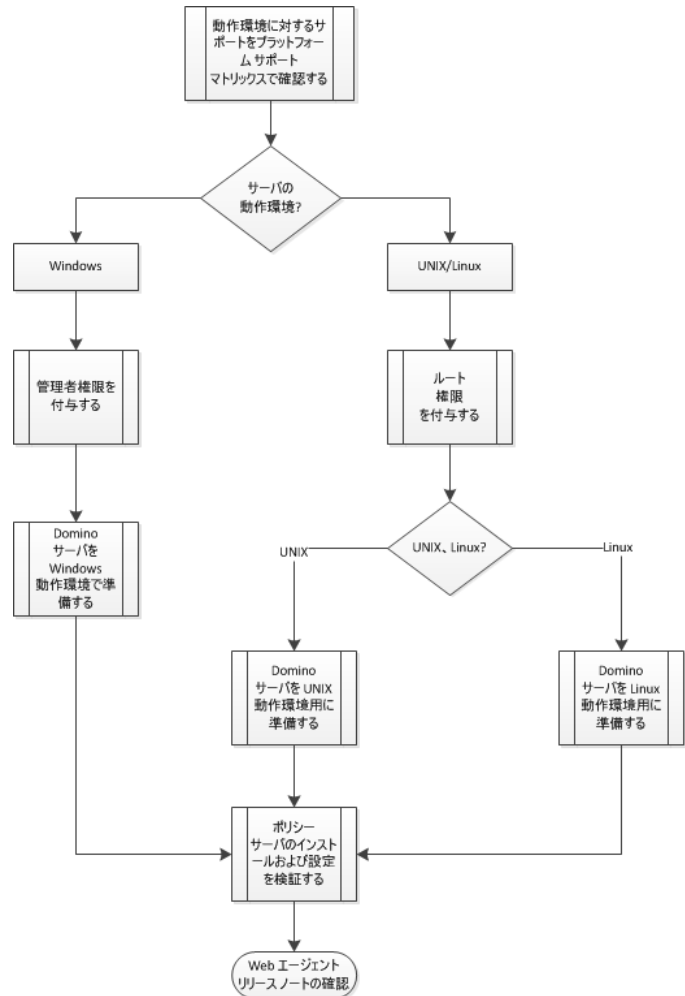 動作環境に対するサ
ポートをプラットフォー
ム サポート
マトリックスで確認する
サーバの
動作環境?
Windows
UNIX/Linux
管理者権限を
付与する
ルート
権限
を付与する
Domino
サーバを
Windows
動作環境で準
備する
UNIX、Linux?
UNIX
Linux
Domino
サーバを UNIX
動作環境用に
準備する
Domino
サーバを Linux
動作環境用に
準備する
ポリシー
サーバのインスト
ールおよび設定
を検証する
Web エージェント
リリース ノートの確認